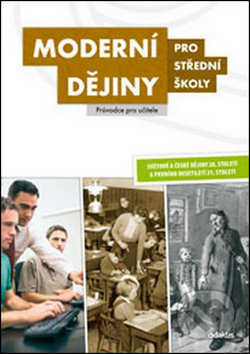 MODERNÍ
DĚJINY
PRO
STŘEDNÍ
ŠKOLY
Průvodce pro učitele
SVĚTOVÉ A ČESKÉ DĚJINY 20. STOLETÍ
A PRVNÍHO DESETILETÍ 21. STOLETÍ
didaktis